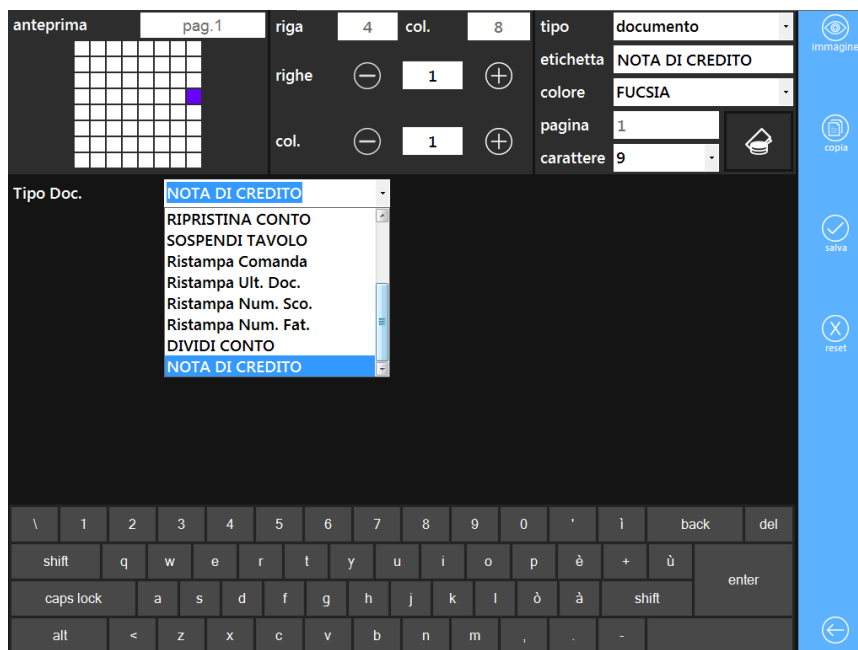 anteprima pag.1 riga 4 col. 8 tipo documento
immagine
etichetta NOTA DI CREDITO
righe 1
colore FUCSIA
pagina 1
copia
col. 1
carattere 9
Tipo Doc. NOTA DI CREDITO
RIPRISTINA CONTO
SOSPENDI TAVOLO
Ristampa Comanda
salva
Ristampa Ult. Doc.
Ristampa Num. Sco.
Ristampa Num. Fat.
DIVIDI CONTO
reset
NOTA DI CREDITO
\ 1 2 3 4 5 6 7 8 9 0 ' ì back del
shift q w e r t y u i o p è + ù
enter
caps lock a s d f g h j k l ò à shift
alt < z x c v b n m , . -